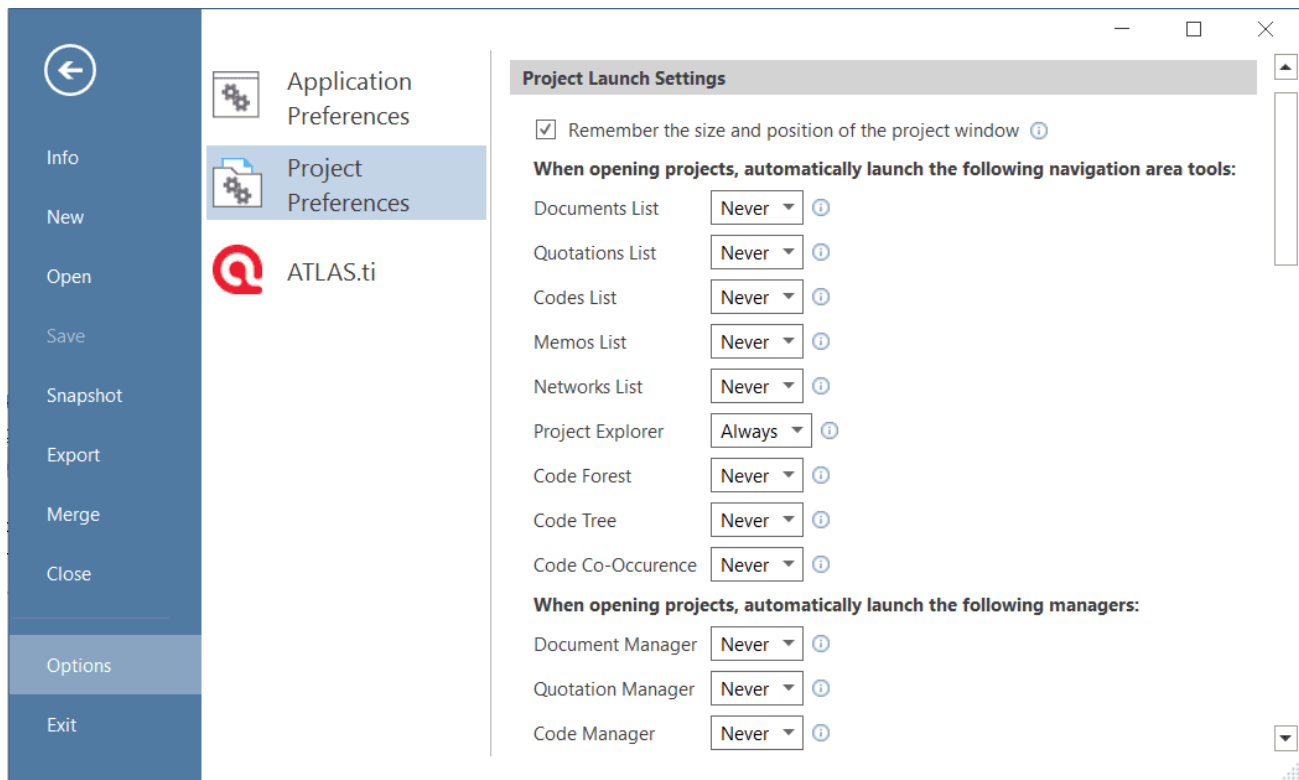 Info
New
Open
Save
Snapshot
Export
Merge
Close
Options
Exit
Application
Preferences
Project
Preferences
ATLAS.ti
Project Launch Settings
Remember the size and position of the project window
When opening projects, automatically launch the following navigation area tools:
Documents List Never
Quotations List Never
Codes List Never
Memos List Never
Networks List Never
Project Explorer Always
Code Forest Never
Code Tree Never
Code Co-Occurence Never
When opening projects, automatically launch the following managers:
Document Manager Never
Quotation Manager Never
Code Manager Never